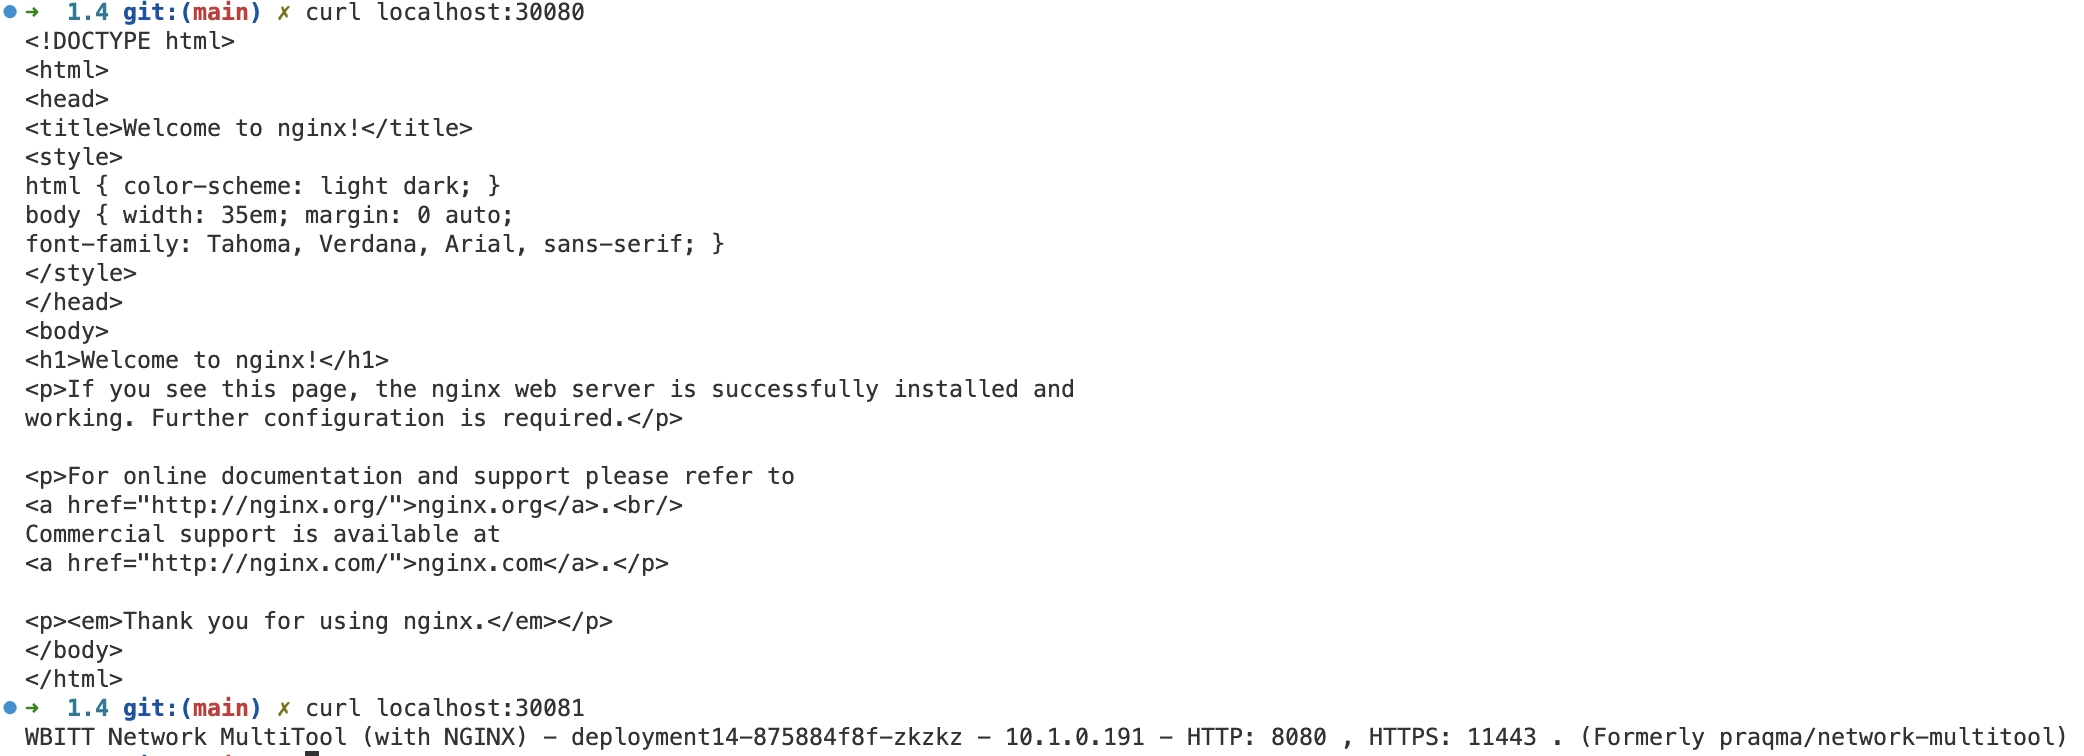 ➜  1.4 git:(main) ✗ curl localhost:30080
<!DOCTYPE html>
<html>
<head>
<title>Welcome to nginx!</title>
<style>
html { color-scheme: light dark; }
body { width: 35em; margin: 0 auto;
font-family: Tahoma, Verdana, Arial, sans-serif; }
</style>
</head>
<body>
<h1>Welcome to nginx!</h1>
<p>If you see this page, the nginx web server is successfully installed and
working. Further configuration is required.</p>

<p>For online documentation and support please refer to
<a href="http://nginx.org/">nginx.org</a>.<br/>
Commercial support is available at
<a href="http://nginx.com/">nginx.com</a>.</p>

<p><em>Thank you for using nginx.</em></p>
</body>
</html>
➜  1.4 git:(main) ✗ curl localhost:30081
WBITT Network MultiTool (with NGINX) - deployment14-875884f8f-zkzkz - 10.1.0.191 - HTTP: 8080 , HTTPS: 11443 . (Formerly praqma/network-multitool)